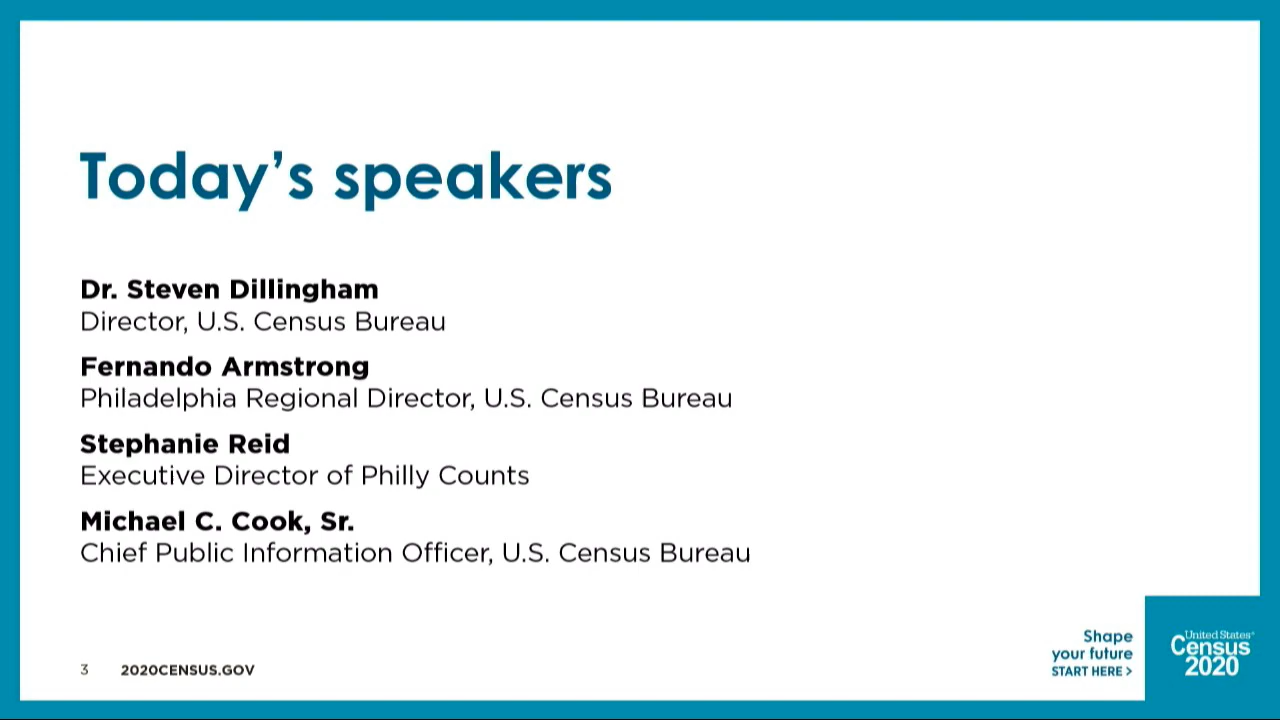 Today’s speakers
Dr. Steven Dillingham
Director, U.S. Census Bureau
Fernando Armstrong
Philadelphia Regional Director, U.S. Census Bureau
Stephanie Reid
Executive Director of Philly Counts
Michael C. Cook, Sr.
Chief Public Information Officer, U.S. Census Bureau
3 2020CENSUS.GOV
Shape
your future
START HERE >
United States®
Census
2020